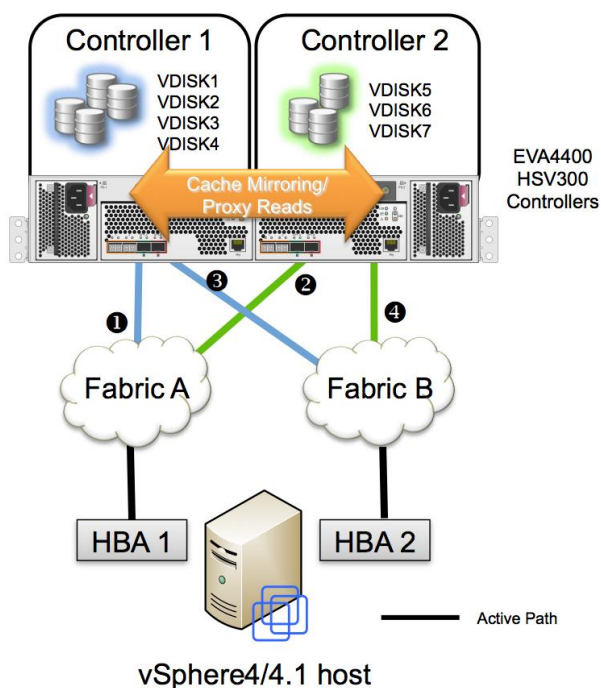 Controller 1
Controller 2
VDISK1
VDISK2
VDISK3
VDISK4
VDISK5
VDISK6
VDISK7
EVA4400
HSV300
Controllers
Cache Mirroring/
Proxy Reads
1
3
2
4
Fabric A
Fabric B
HBA 1
HBA 2
Active Path
vSphere4/4.1 host